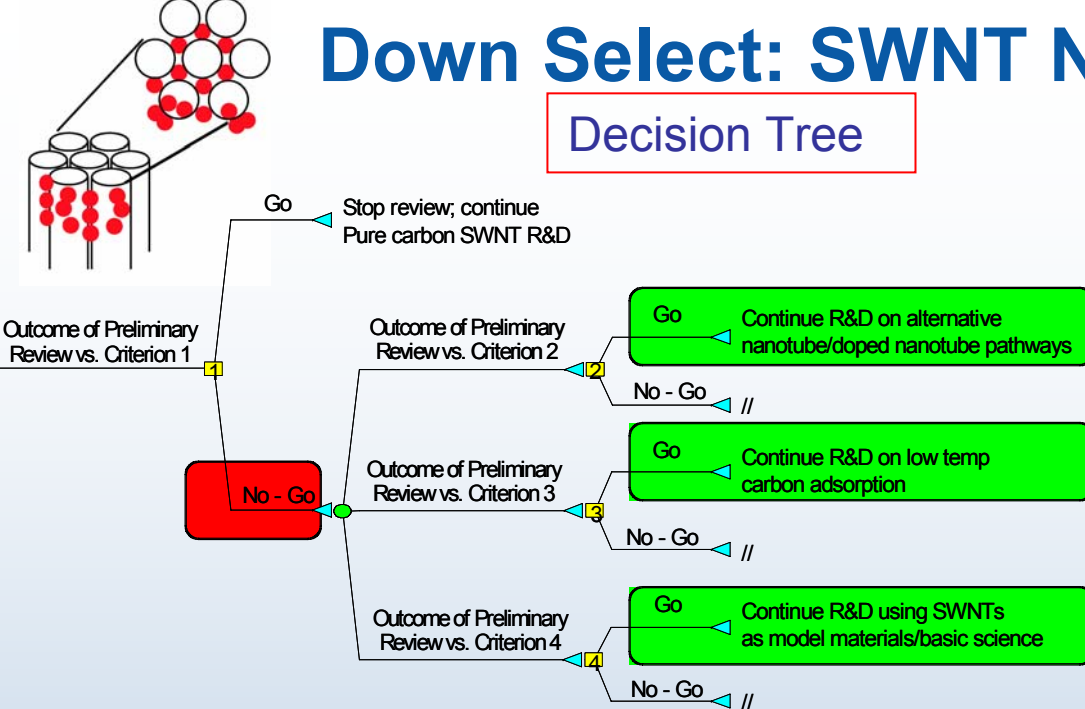 Down Select: SWNT N
Decision Tree
Go
Stop review; continue
Pure carbon SWNT R&D
Outcome of Preliminary
Review vs. Criterion 1
1
No - Go
Outcome of Preliminary
Review vs. Criterion 2
2
Go
Continue R&D on alternative
nanotube/doped nanotube pathways
No - Go
//
Outcome of Preliminary
Review vs. Criterion 3
3
Go
Continue R&D on low temp
carbon adsorption
No - Go
//
Outcome of Preliminary
Review vs. Criterion 4
4
Go
Continue R&D using SWNTs
as model materials/basic science
No - Go
//